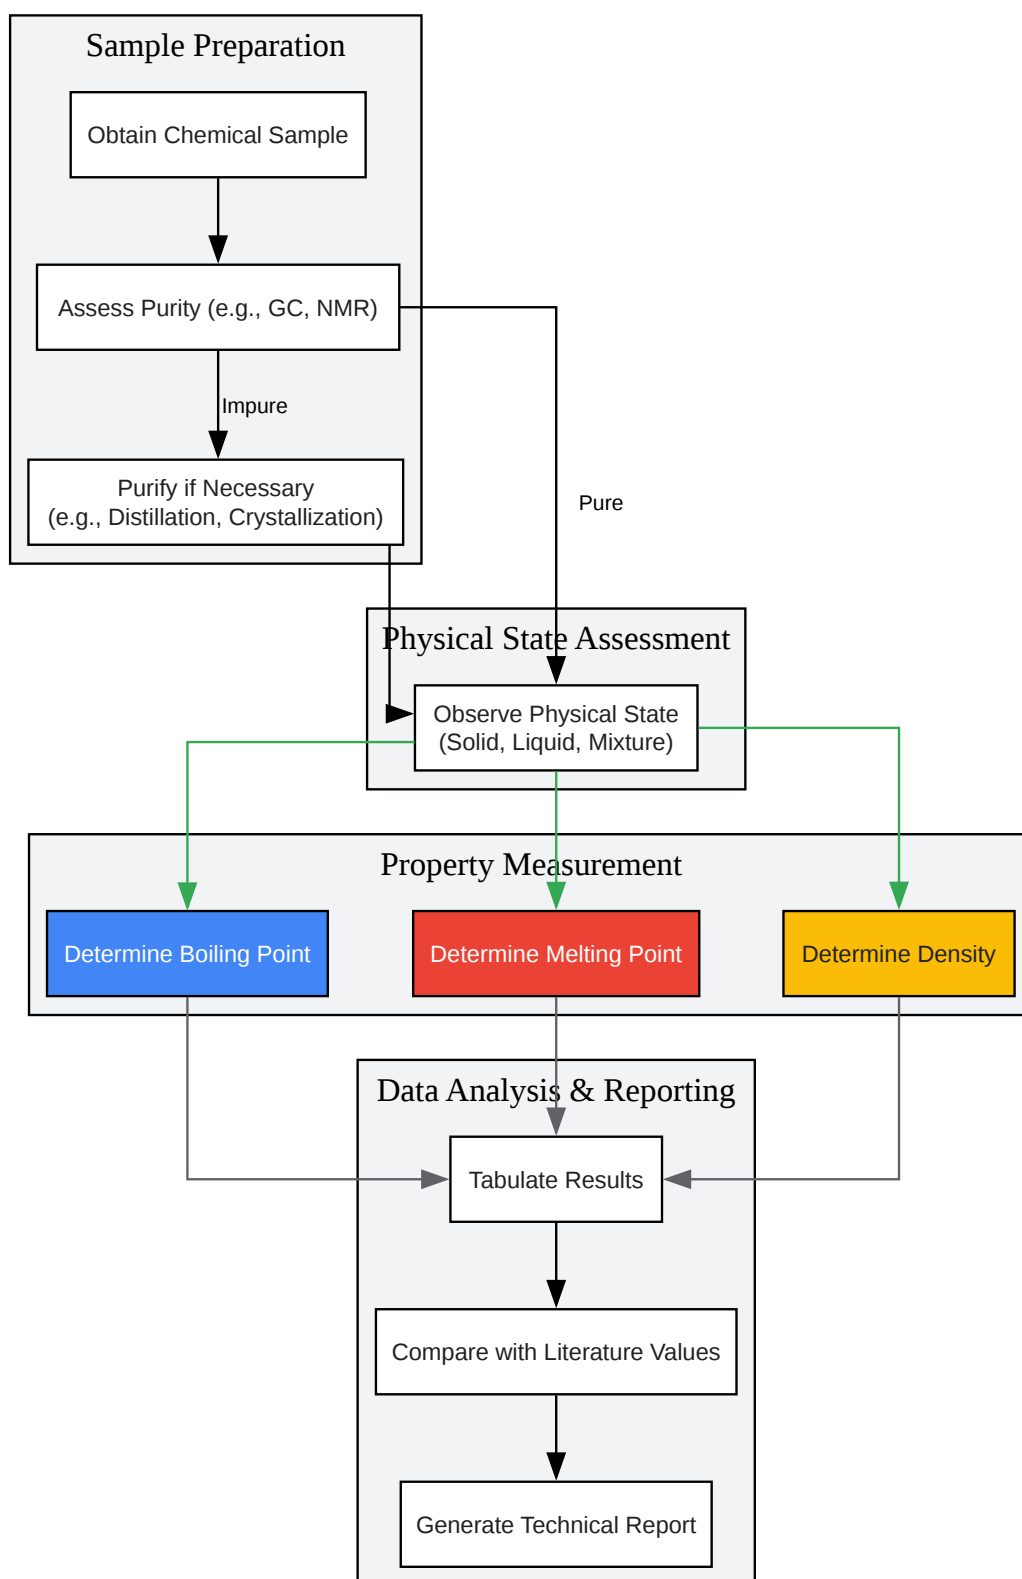 Sample Preparation
Obtain Chemical Sample
Assess Purity (e.g., GC, NMR)
Impure
Purify if Necessary
(e.g., Distillation, Crystallization)
Pure
Physical State Assessment
Observe Physical State
(Solid, Liquid, Mixture)
Property Measurement
Determine Boiling Point
Determine Melting Point
Determine Density
Data Analysis & Reporting
Tabulate Results
Compare with Literature Values
Generate Technical Report